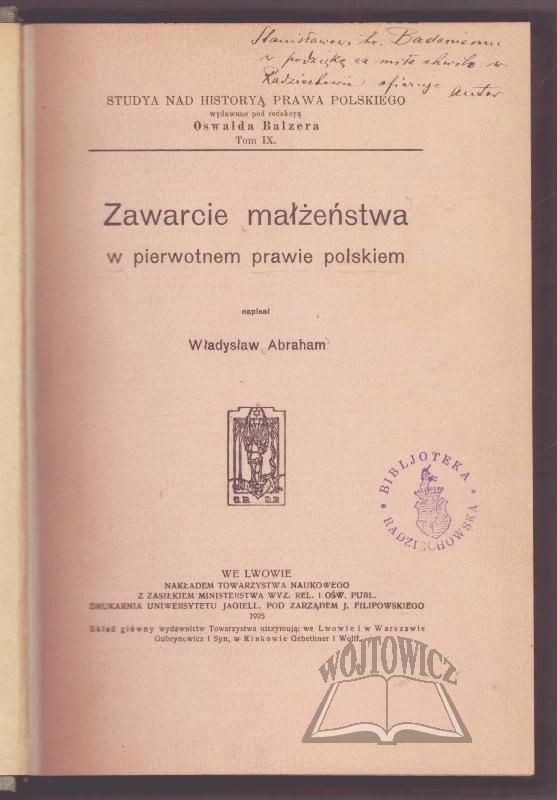 Stanisławowi hr. Badeniemu
w podziękę za miłe chwile w
Radziechowie ofiaruje Autor
STUDYA NAD HISTORYĄ PRAWA POLSKIEGO
wydawane pod redakcyą
Oswalda Balzera
Tom IX.
Zawarcie małżeństwa
w pierwotnem prawie polskiem
napisał
Władysław Abraham
BIBLJOTEKA
RADZIECHOWSKA
WE LWOWIE
NAKŁADEM TOWARZYSTWA NAUKOWEGO
Z ZASIŁKIEM MINISTERSTWA WYZ. REL. I OŚW. PUBL.
DRUKARNIA UNIWERSYTETU JAGIELL. POD ZARZĄDEM J. FILIPOWSKIEGO
1925
Skład główny wydawnictw Towarzystwa utrzymują: we Lwowie i w Warszawie
Gubrynowicz i Syn, w Krakowie Gebethner i Wolff.
WÓJTOWICZ